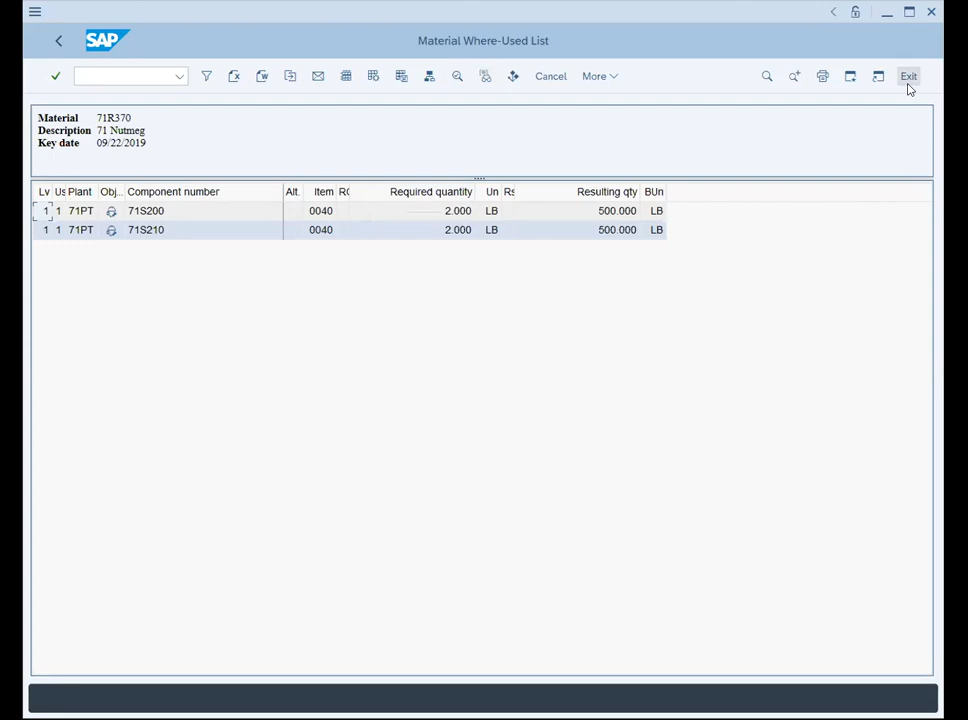 SAP
Material Where-Used List
Cancel More Exit
Material 71R370
Description 71 Nutmeg
Key date 09/22/2019
Lv Us Plant Obj... Component number Alt. Item RC Required quantity Un Rs Resulting qty BUn
1 1 71PT 71S200 0040 2.000 LB 500.000 LB
1 1 71PT 71S210 0040 2.000 LB 500.000 LB